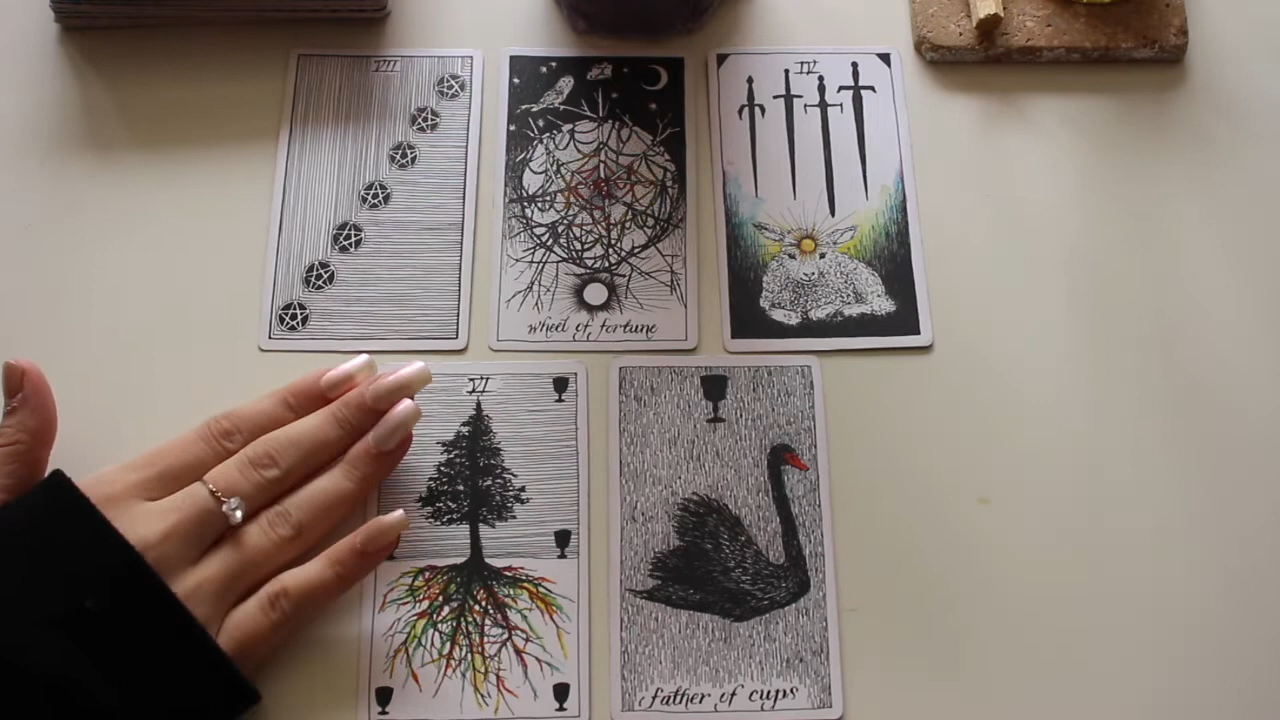 VII
X
IV
wheel of fortune
VI
father of cups